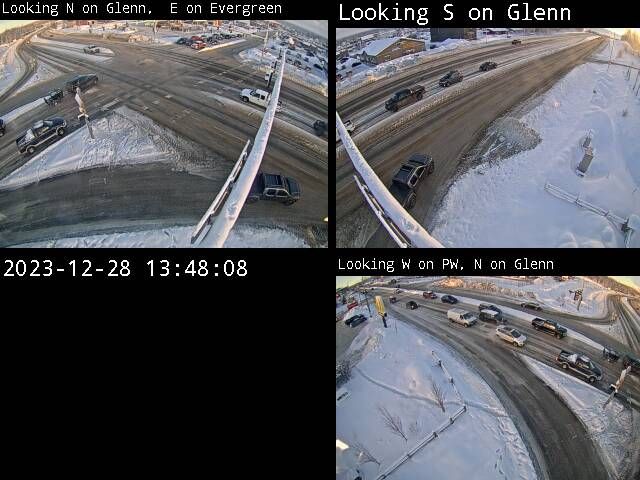 Looking N on Glenn,  E on Evergreen
Looking S on Glenn
2023-12-28 13:48:08
Looking W on PW, N on Glenn